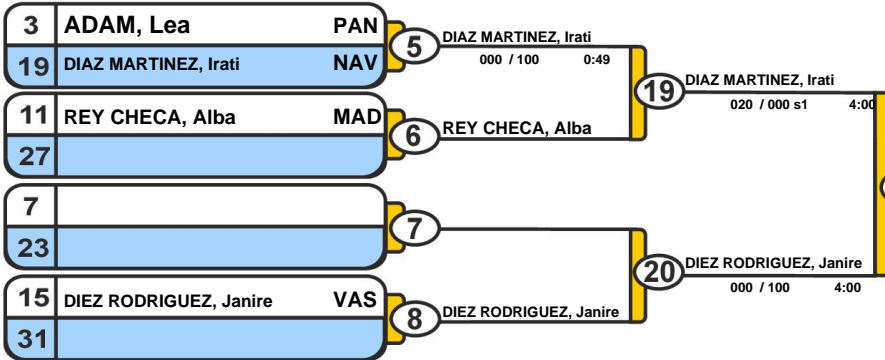 3 ADAM, Lea PAN
19 DIAZ MARTINEZ, Irati NAV
5 DIAZ MARTINEZ, Irati
000 / 100 0:49
11 REY CHECA, Alba MAD
27
6 REY CHECA, Alba
19 DIAZ MARTINEZ, Irati
020 / 000 s1 4:00
7
23
7
15 DIEZ RODRIGUEZ, Janire VAS
31
8 DIEZ RODRIGUEZ, Janire
20 DIEZ RODRIGUEZ, Janire
000 / 100 4:00